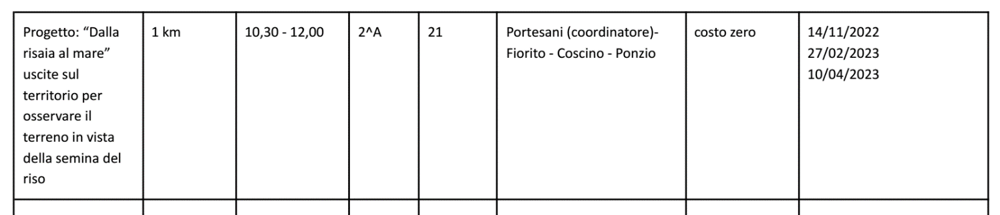 Progetto: “Dalla
risaia al mare”
uscite sul
territorio per
osservare il
terreno in vista
della semina del
riso
1 km
10,30 - 12,00
2^A
21
Portesani (coordinatore)-
Fiorito - Coscino - Ponzio
costo zero
14/11/2022
27/02/2023
10/04/2023